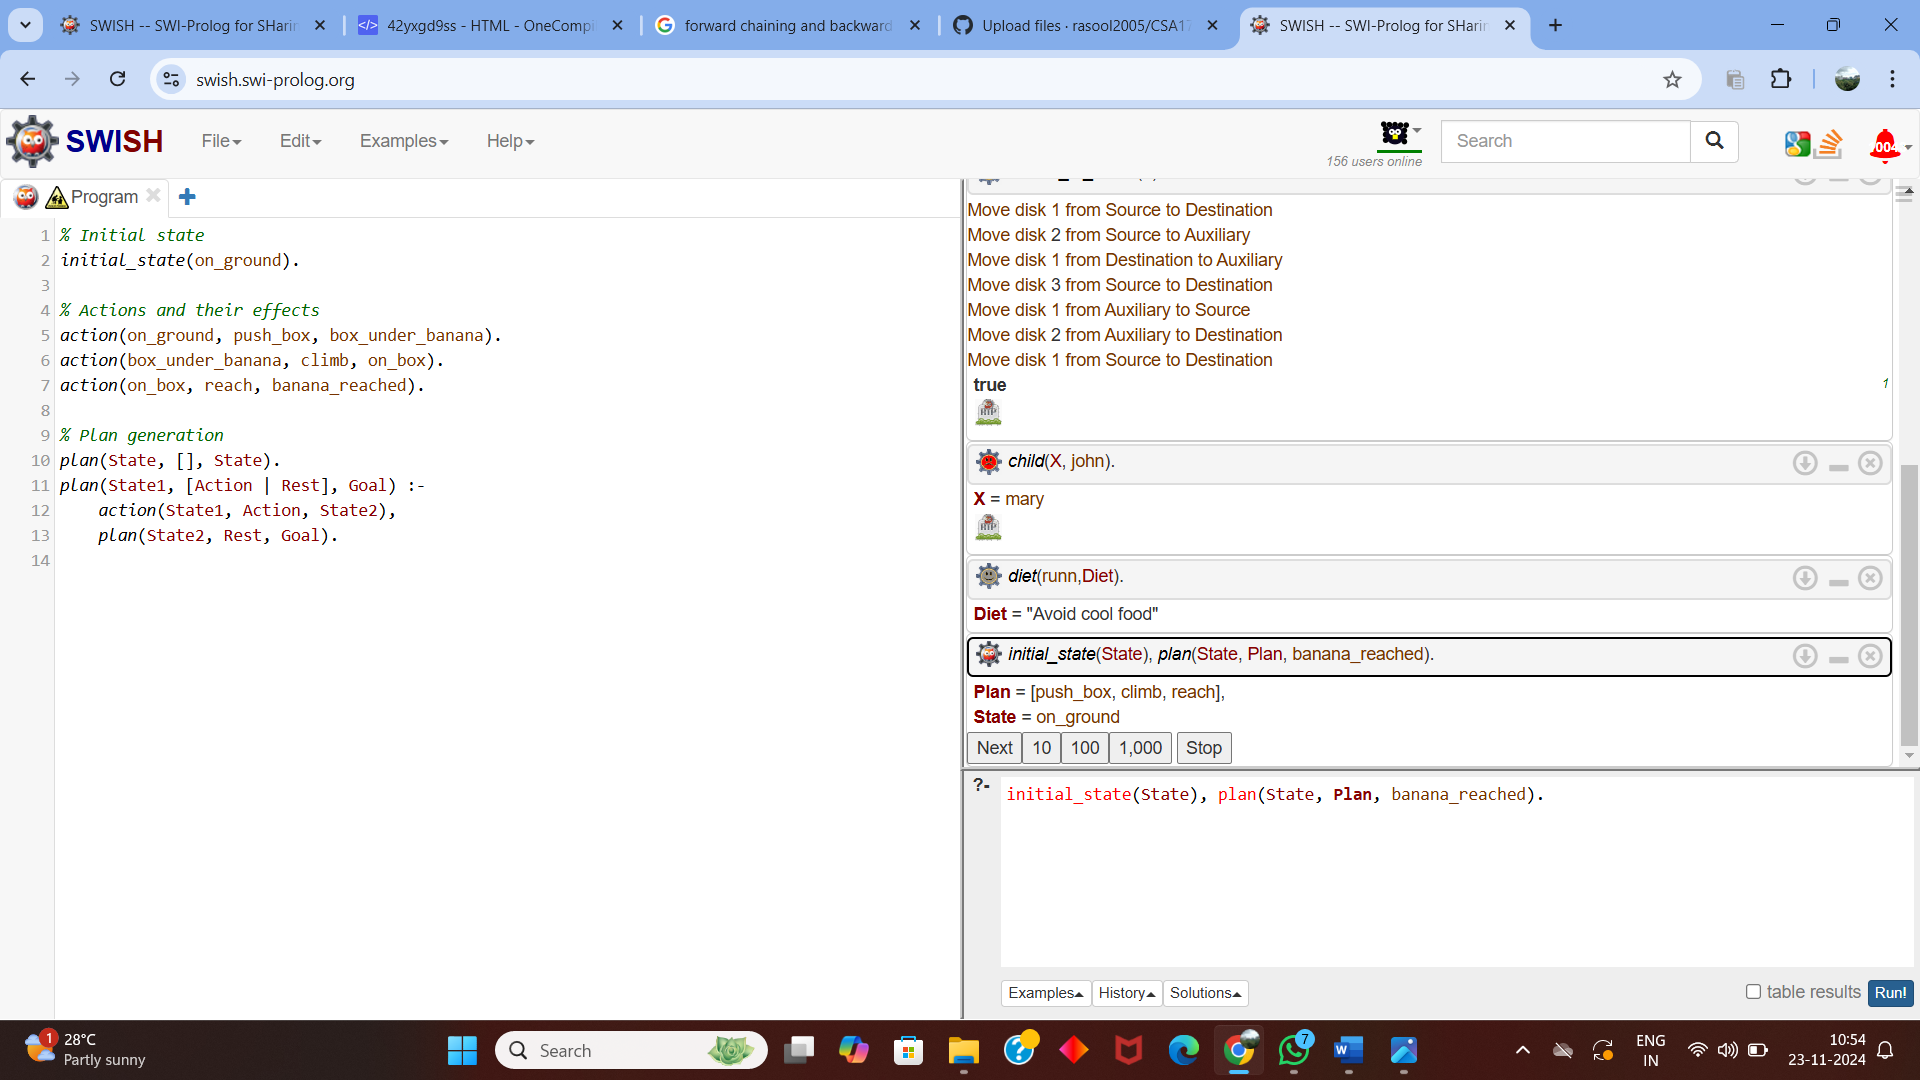 SWISH -- SWI-Prolog for SHarin
42yxgd9ss - HTML - OneCompi
forward chaining and backward
Upload files · rasool2005/CSA17
SWISH -- SWI-Prolog for SHarin
swish.swi-prolog.org
SWISH
File
Edit
Examples
Help
156 users online
Search
Program
1 % Initial state
2 initial_state(on_ground).
3
4 % Actions and their effects
5 action(on_ground, push_box, box_under_banana).
6 action(box_under_banana, climb, on_box).
7 action(on_box, reach, banana_reached).
8
9 % Plan generation
10 plan(State, [], State).
11 plan(State1, [Action | Rest], Goal) :-
12 action(State1, Action, State2),
13 plan(State2, Rest, Goal).
14
Move disk 1 from Source to Destination
Move disk 2 from Source to Auxiliary
Move disk 1 from Destination to Auxiliary
Move disk 3 from Source to Destination
Move disk 1 from Auxiliary to Source
Move disk 2 from Auxiliary to Destination
Move disk 1 from Source to Destination
true
1
RIP
child(X, john).
X = mary
RIP
diet(runn,Diet).
Diet = "Avoid cool food"
initial_state(State), plan(State, Plan, banana_reached).
Plan = [push_box, climb, reach],
State = on_ground
Next 10 100 1,000 Stop
?- initial_state(State), plan(State, Plan, banana_reached).
Examples History Solutions
table results Run!
1
28°C
Partly sunny
Search
7
ENG
IN
10:54
23-11-2024